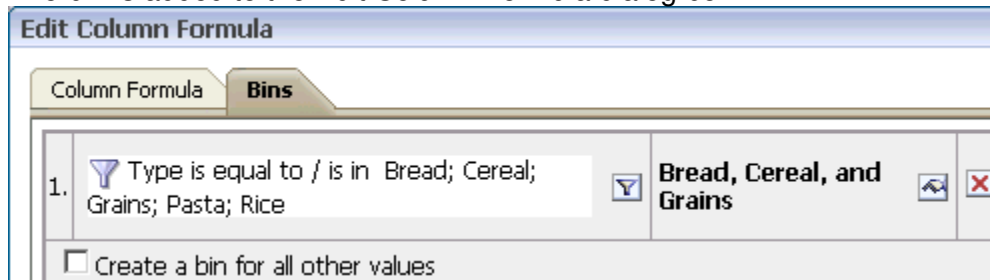 Edit Column Formula
Column Formula Bins
1. Type is equal to / is in Bread; Cereal; Grains; Pasta; Rice
Bread, Cereal, and Grains
Create a bin for all other values